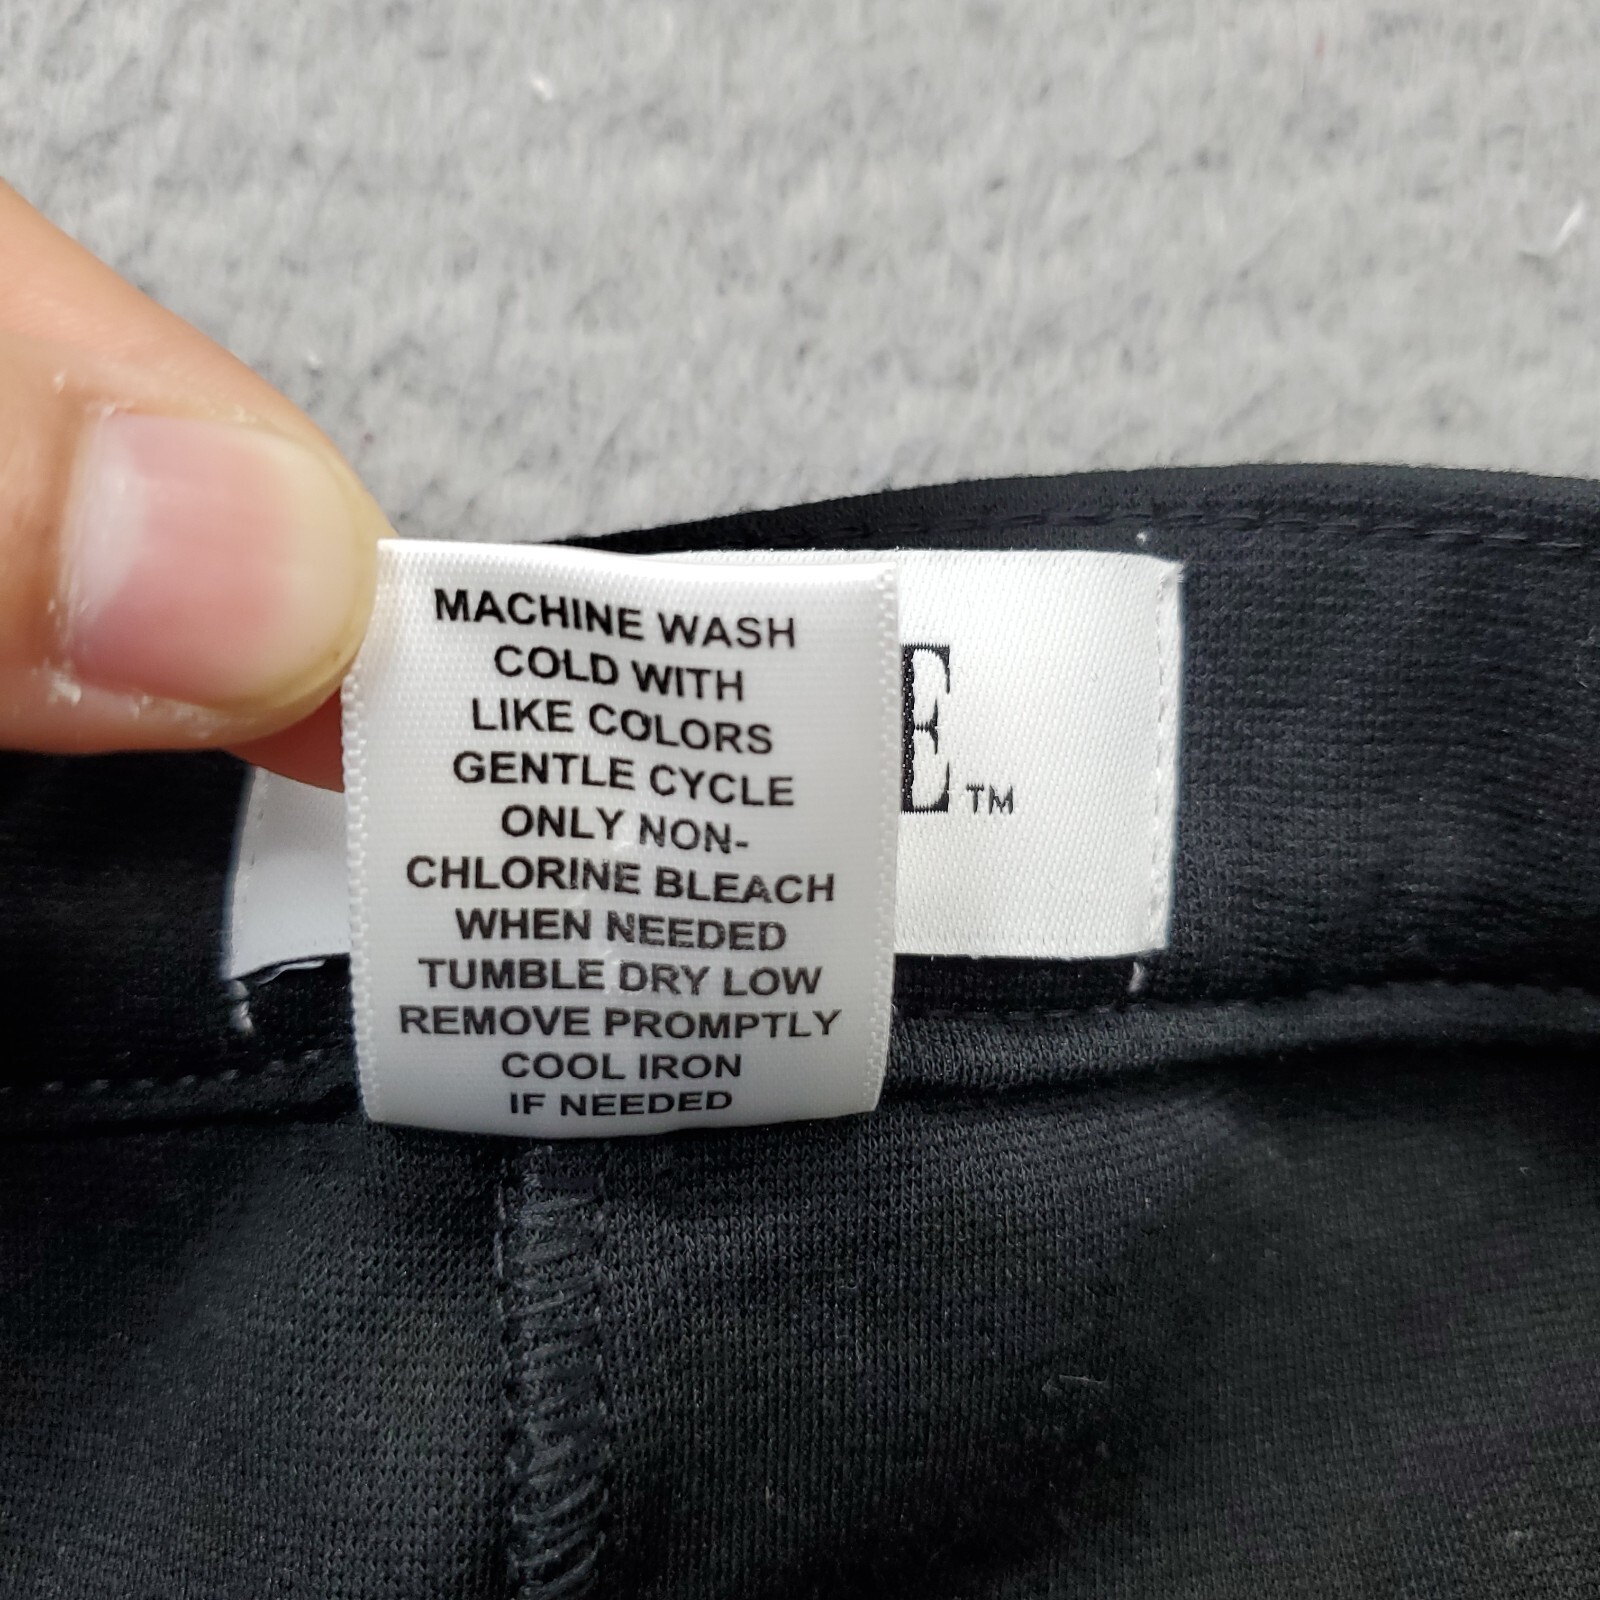 MACHINE WASH
COLD WITH
LIKE COLORS
GENTLE CYCLE
ONLY NON-
CHLORINE BLEACH
WHEN NEEDED
TUMBLE DRY LOW
REMOVE PROMPTLY
COOL IRON
IF NEEDED
E™